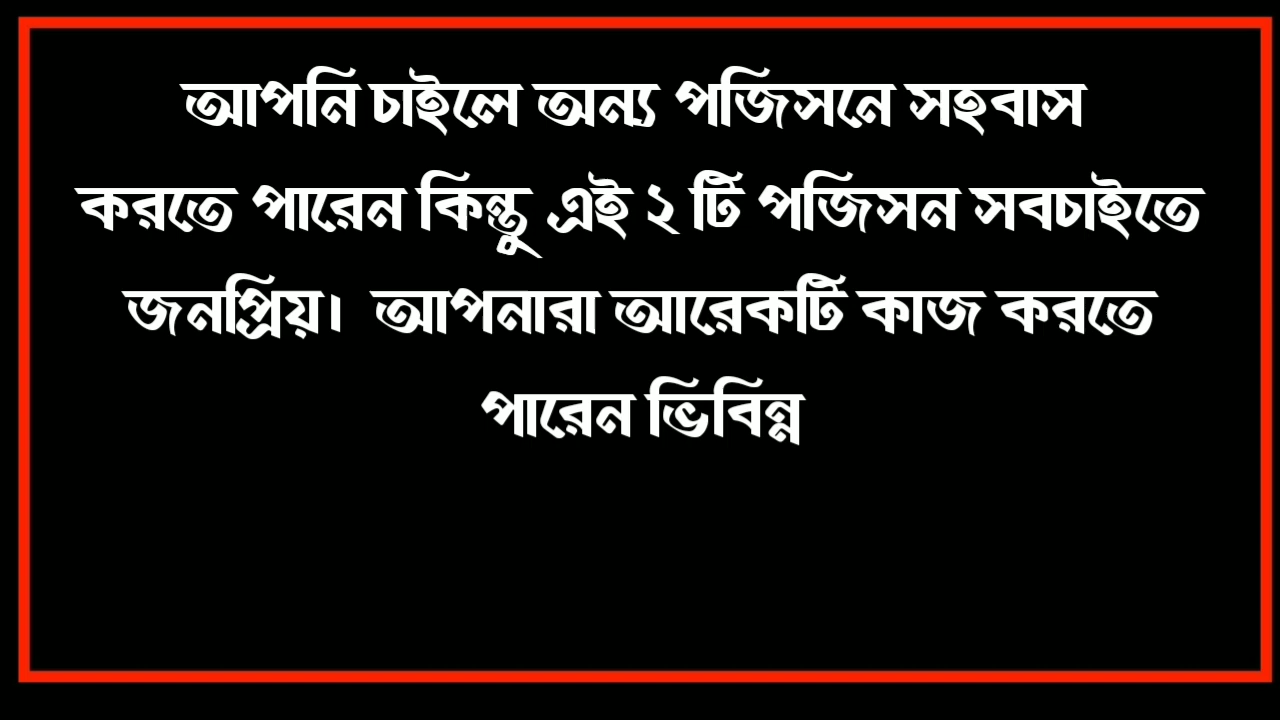 আপনি চাইলে অন্য পজিসনে সহবাস
করতে পারেন কিন্তু এই ২ টি পজিসন সবচাইতে
জনপ্রিয়। আপনারা আরেকটি কাজ করতে
পারেন ভিবিন্ন